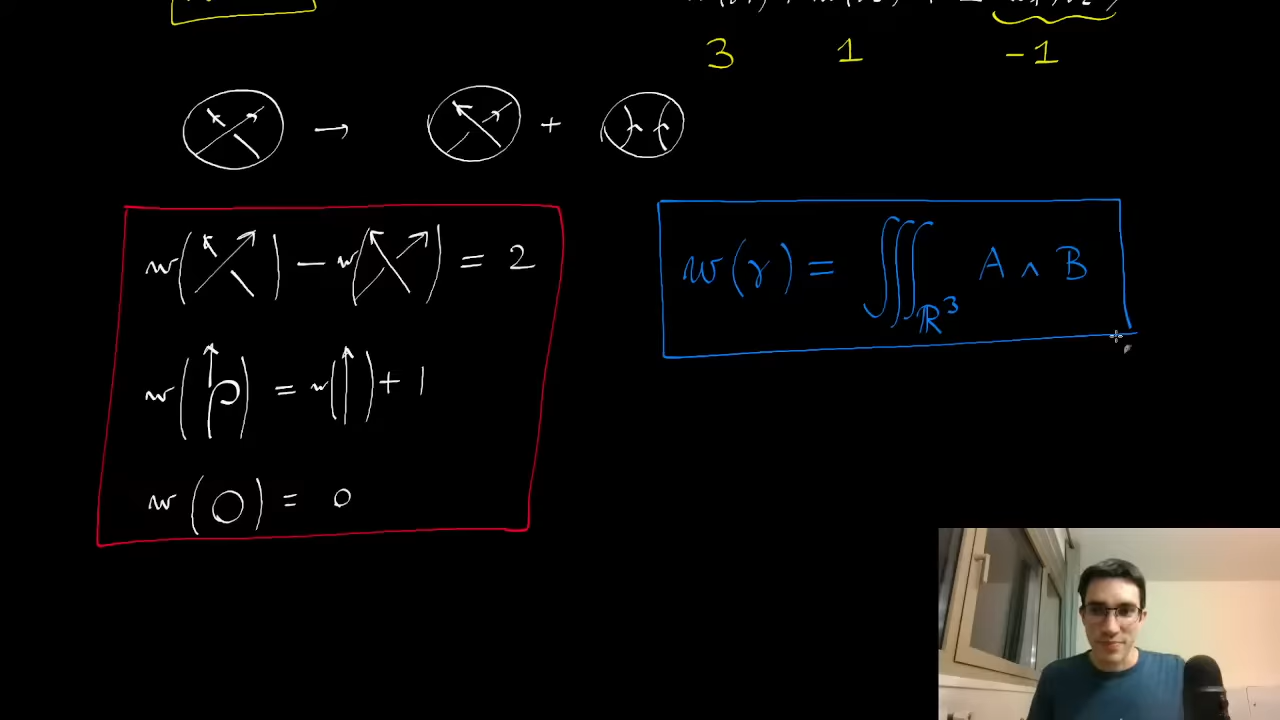 3 1 -1
→ +
w( ) - w( ) = 2
w(γ) = ∭_ℝ³ A ∧ B
w( ) = w( ) + 1
w(O) = 0